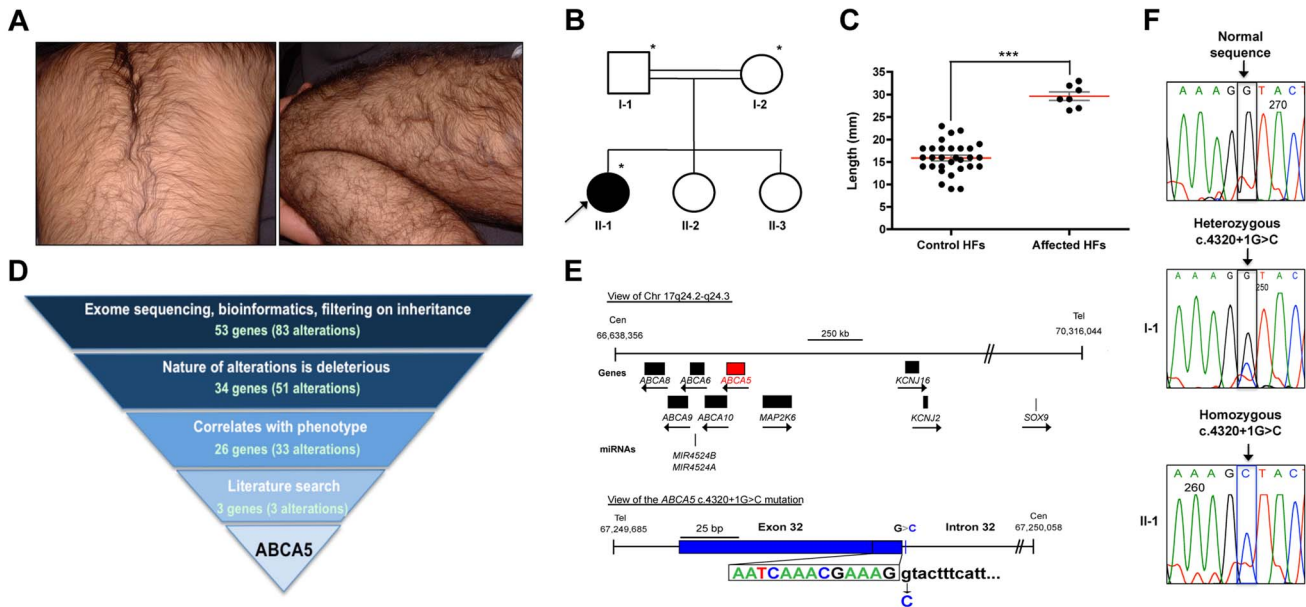 A
B
*
*
I-1
I-2
*
II-1
II-2
II-3
C
***
Length (mm)
35
30
25
20
15
10
5
0
Control HFs
Affected HFs
D
Exome sequencing, bioinformatics, filtering on inheritance
53 genes (83 alterations)
Nature of alterations is deleterious
34 genes (51 alterations)
Correlates with phenotype
26 genes (33 alterations)
Literature search
3 genes (3 alterations)
ABCA5
E
View of Chr 17q24.2-q24.3
Cen
66,638,356
250 kb
Tel
70,316,044
Genes
ABCA8 ABCA6 ABCA5 KCNJ16
ABCA9 ABCA10 MAP2K6 KCNJ2 SOX9
miRNAs
MIR4524B
MIR4524A
View of the ABCA5 c.4320+1G>C mutation
Tel
67,249,685
25 bp
Exon 32
G>C
Intron 32
Cen
67,250,058
AATCAAACGAAAG gtactttcatt...
C
F
Normal
sequence
A A A G G T A C T
270
Heterozygous
c.4320+1G>C
A A A G G T A C
250
I-1
Homozygous
c.4320+1G>C
A A A G C T A C T
260
II-1